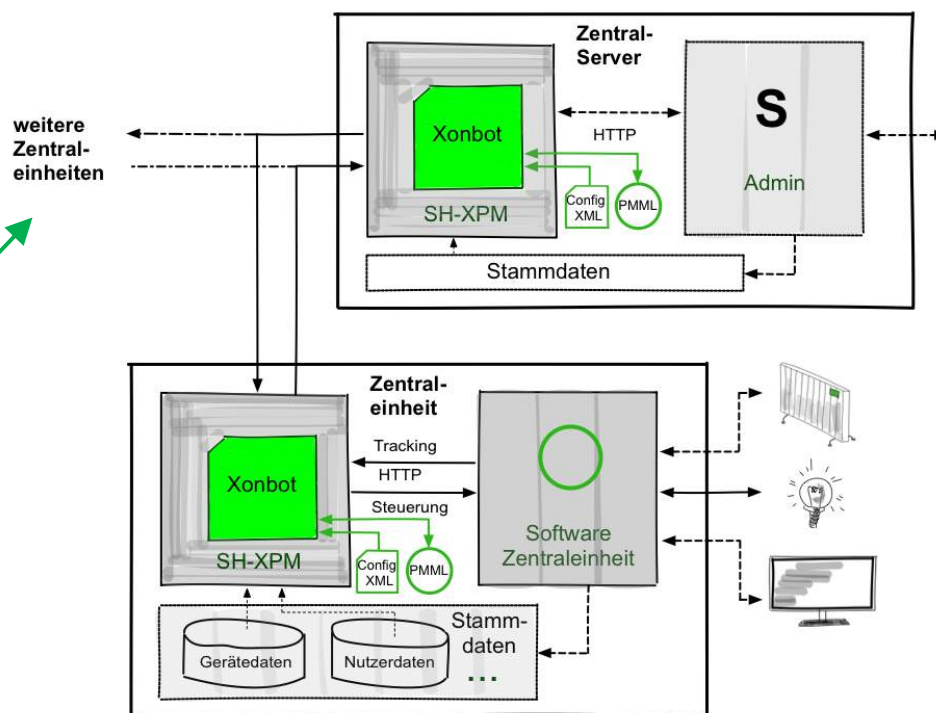 Zentral-
Server
Xonbot
SH-XPM
HTTP
Config
XML
PMML
S
Admin
Stammdaten
weitere
Zentral-
einheiten
Zentral-
einheit
Xonbot
SH-XPM
Tracking
HTTP
Steuerung
Config
XML
PMML
Software
Zentraleinheit
Gerätedaten
Nutzerdaten
Stamm-
daten
...